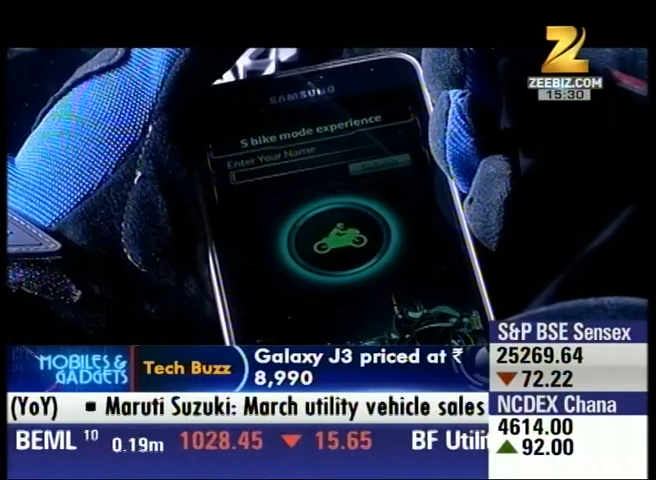 ZEEBIZ.COM
15:30
SAMSUNG
S bike mode experience
Enter Your Name
MOBILES &
GADGETS
Tech Buzz
Galaxy J3 priced at ₹
8,990
S&P BSE Sensex
25269.64
▼ 72.22
(YoY) ▪ Maruti Suzuki: March utility vehicle sales
NCDEX Chana
4614.00
▲ 92.00
BEML 10 0.19m 1028.45 ▼ 15.65 BF Utili